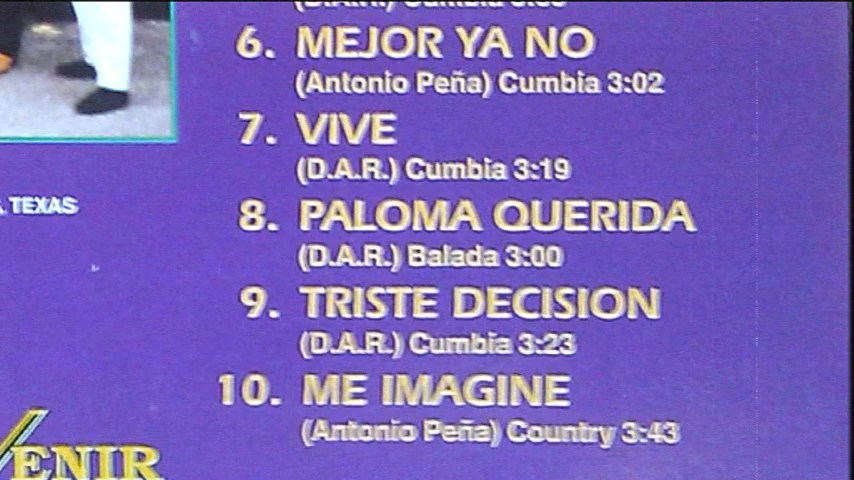 6. MEJOR YA NO
(Antonio Peña) Cumbia 3:02
7. VIVE
(D.A.R.) Cumbia 3:19
8. PALOMA QUERIDA
(D.A.R.) Balada 3:00
TEXAS
9. TRISTE DECISION
(D.A.R.) Cumbia 3:23
10. ME IMAGINE
(Antonio Peña) Country 3:43
VENIR